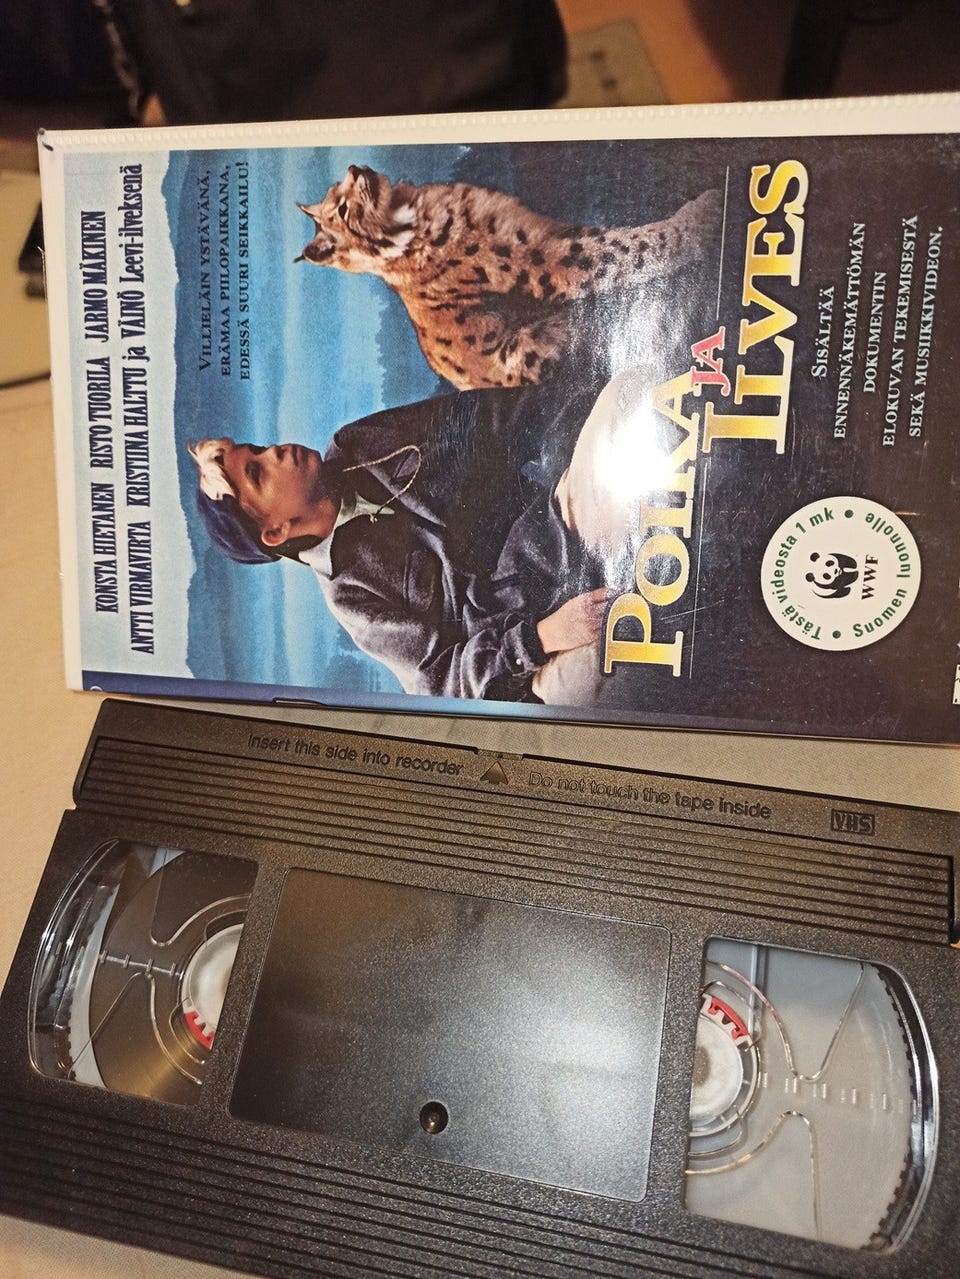 KONSTA HIETANEN RISTO TUORILA JARMO MÄKINEN
ANTTI VIRMAVIRTA KRISTIINA HALTTU ja VÄINÖ Leevi-ilveksenä
VILLIELÄIN YSTÄVÄNÄ,
ERÄMAA PIILOPAIKKANA,
EDESSÄ SUURI SEIKKAILU!
POIKA
JA
ILVES
SISÄLTÄÄ
ENNENNÄKEMÄTTÖMÄN
DOKUMENTIN
ELOKUVAN TEKEMISESTÄ
SEKÄ MUSIIKKIVIDEON.
Tästä videosta 1 mk
Suomen luonnolle
WWF
Insert this side into recorder
Do not touch the tape inside
VHS